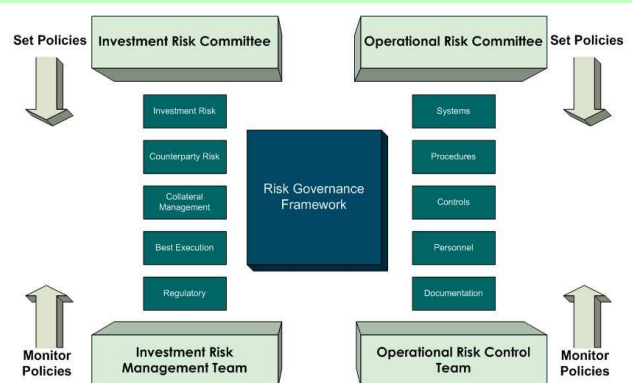 Set Policies
Investment Risk Committee
Operational Risk Committee
Set Policies
Investment Risk
Counterparty Risk
Collateral
Management
Best Execution
Regulatory
Risk Governance
Framework
Systems
Procedures
Controls
Personnel
Documentation
Monitor
Policies
Investment Risk
Management Team
Operational Risk Control
Team
Monitor
Policies